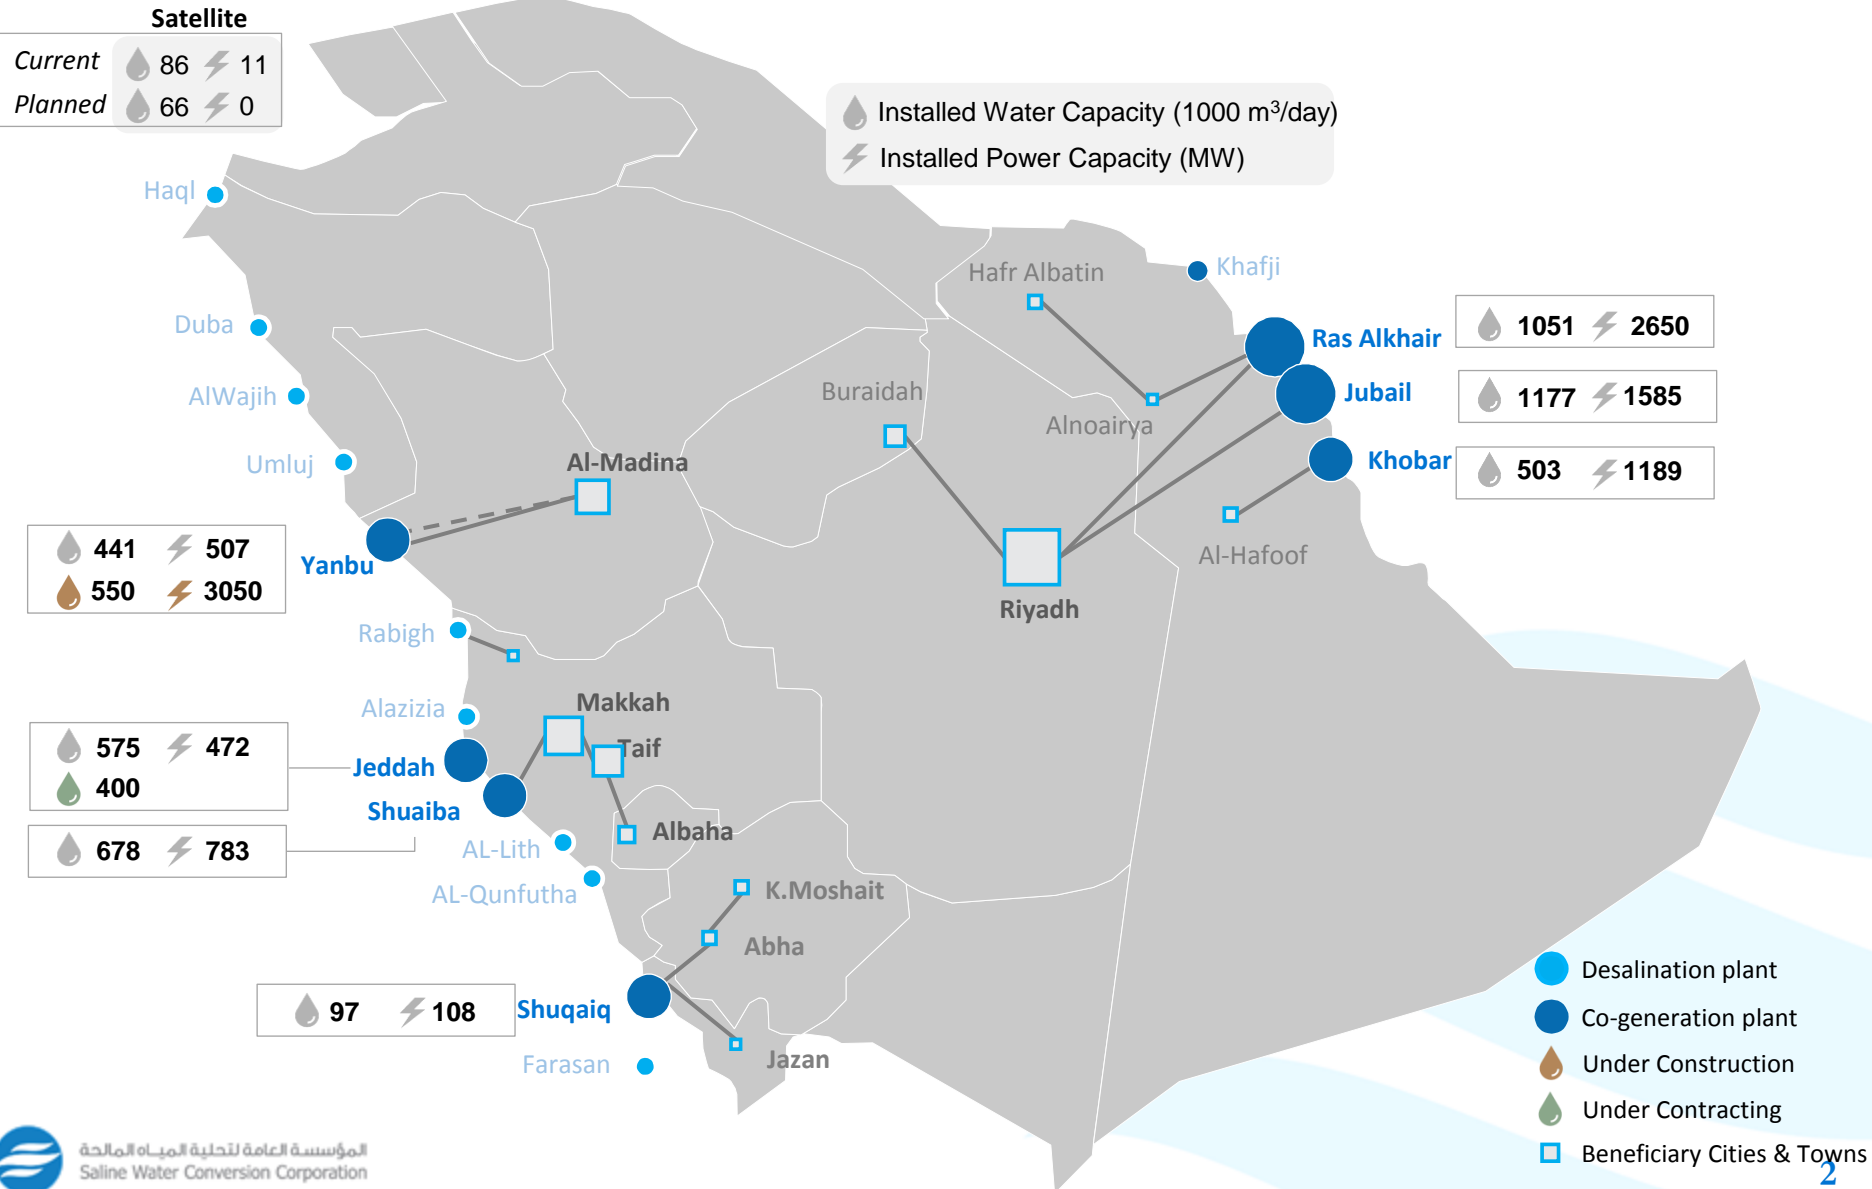 Satellite
Current 86 11
Planned 66 0
Installed Water Capacity (1000 m³/day)
Installed Power Capacity (MW)
Haql
Duba
AlWajih
Umluj
Hafr Albatin
Khafji
Ras Alkhair
1051 2650
Buraidah
Jubail
1177 1585
Alnoairya
Khobar
503 1189
Al-Madina
Al-Hafoof
441 507
550 3050
Yanbu
Riyadh
Rabigh
Makkah
Alazizia
Taif
575 472
400
Jeddah
Shuaiba
678 783
Albaha
AL-Lith
AL-Qunfutha
K.Moshait
Abha
97 108
Shuqaiq
Jazan
Farasan
Desalination plant
Co-generation plant
Under Construction
Under Contracting
Beneficiary Cities & Towns
2
المؤسسة العامة لتحلية المياه المالحة
Saline Water Conversion Corporation